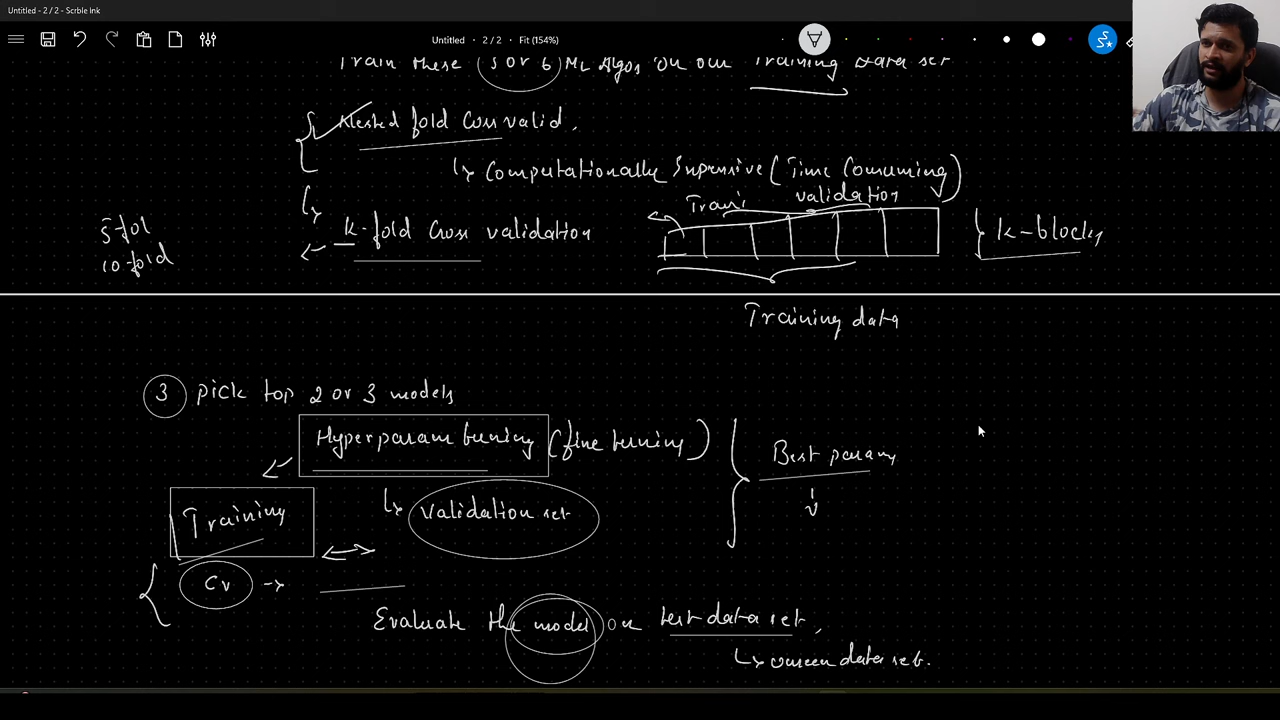 Untitled - 2 / 2 - Scrble Ink
Untitled • 2 / 2 • Fit (154%)
Train these 5 or 6 ML Algos on our Training Data set
Nested fold Cross valid,
↳ Computationally Expensive (Time Consuming)
Train validation
5-fol
10-fold
k-fold Cross validation
k-blocks
Training data
③ pick top 2 or 3 models
Hyperparam tuning (fine tuning)
Best params
Training
↳ validation set
CV →
Evaluate the model on test data set,
↳ unseen data set.